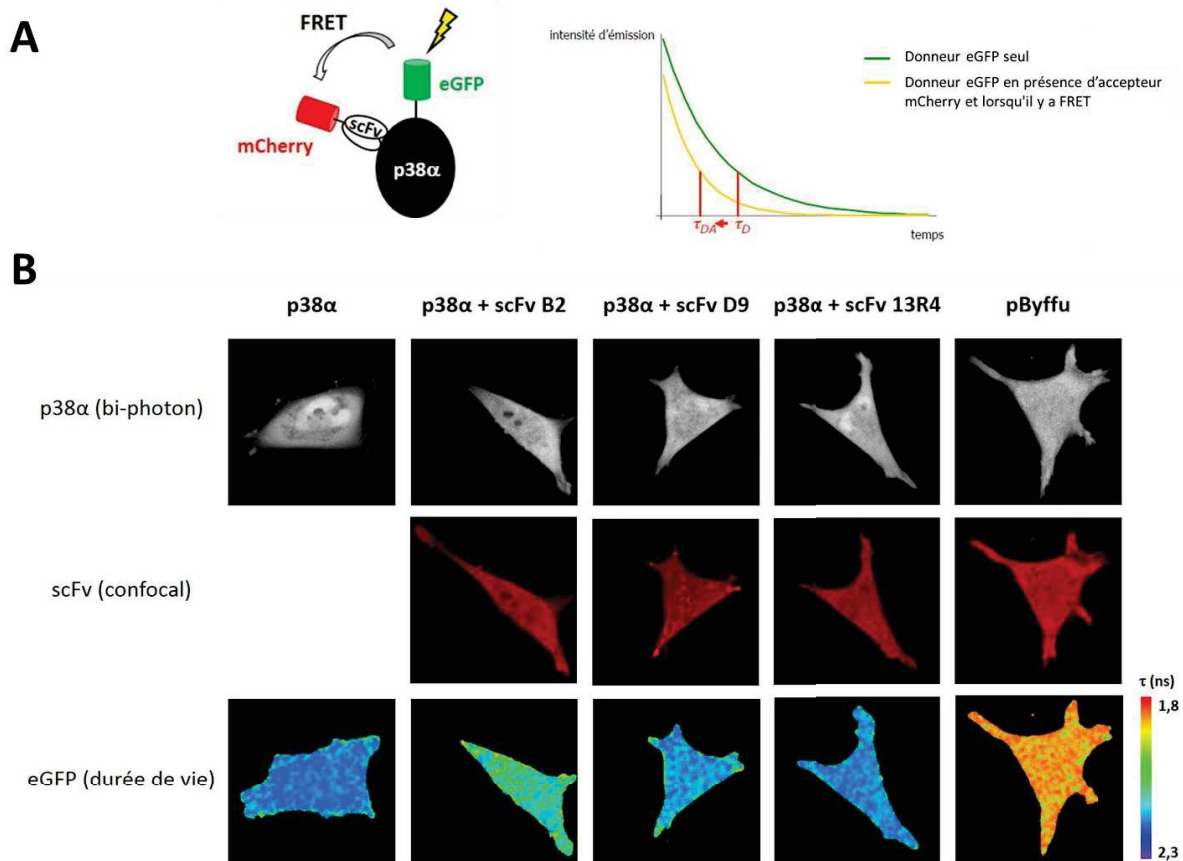 A
FRET
eGFP
scFv
mCherry
p38α
intensité d'émission
Donneur eGFP seul
Donneur eGFP en présence d'accepteur
mCherry et lorsqu'il y a FRET
τDA
τD
temps
B
p38α
p38α + scFv B2
p38α + scFv D9
p38α + scFv 13R4
pByffu
p38α (bi-photon)
scFv (confocal)
eGFP (durée de vie)
τ (ns)
1,8
2,3